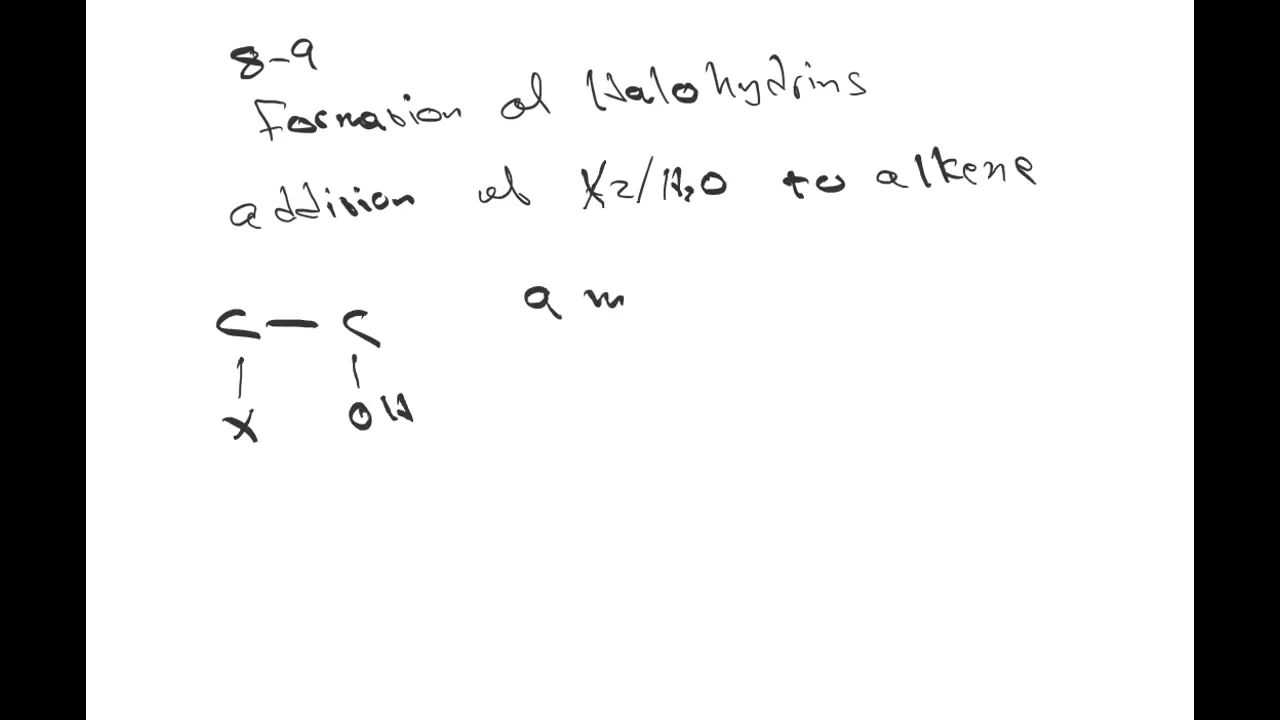 8-9
Formation of Halohydrins
addition of X2/H2O to alkene
a m
C — C
X OH